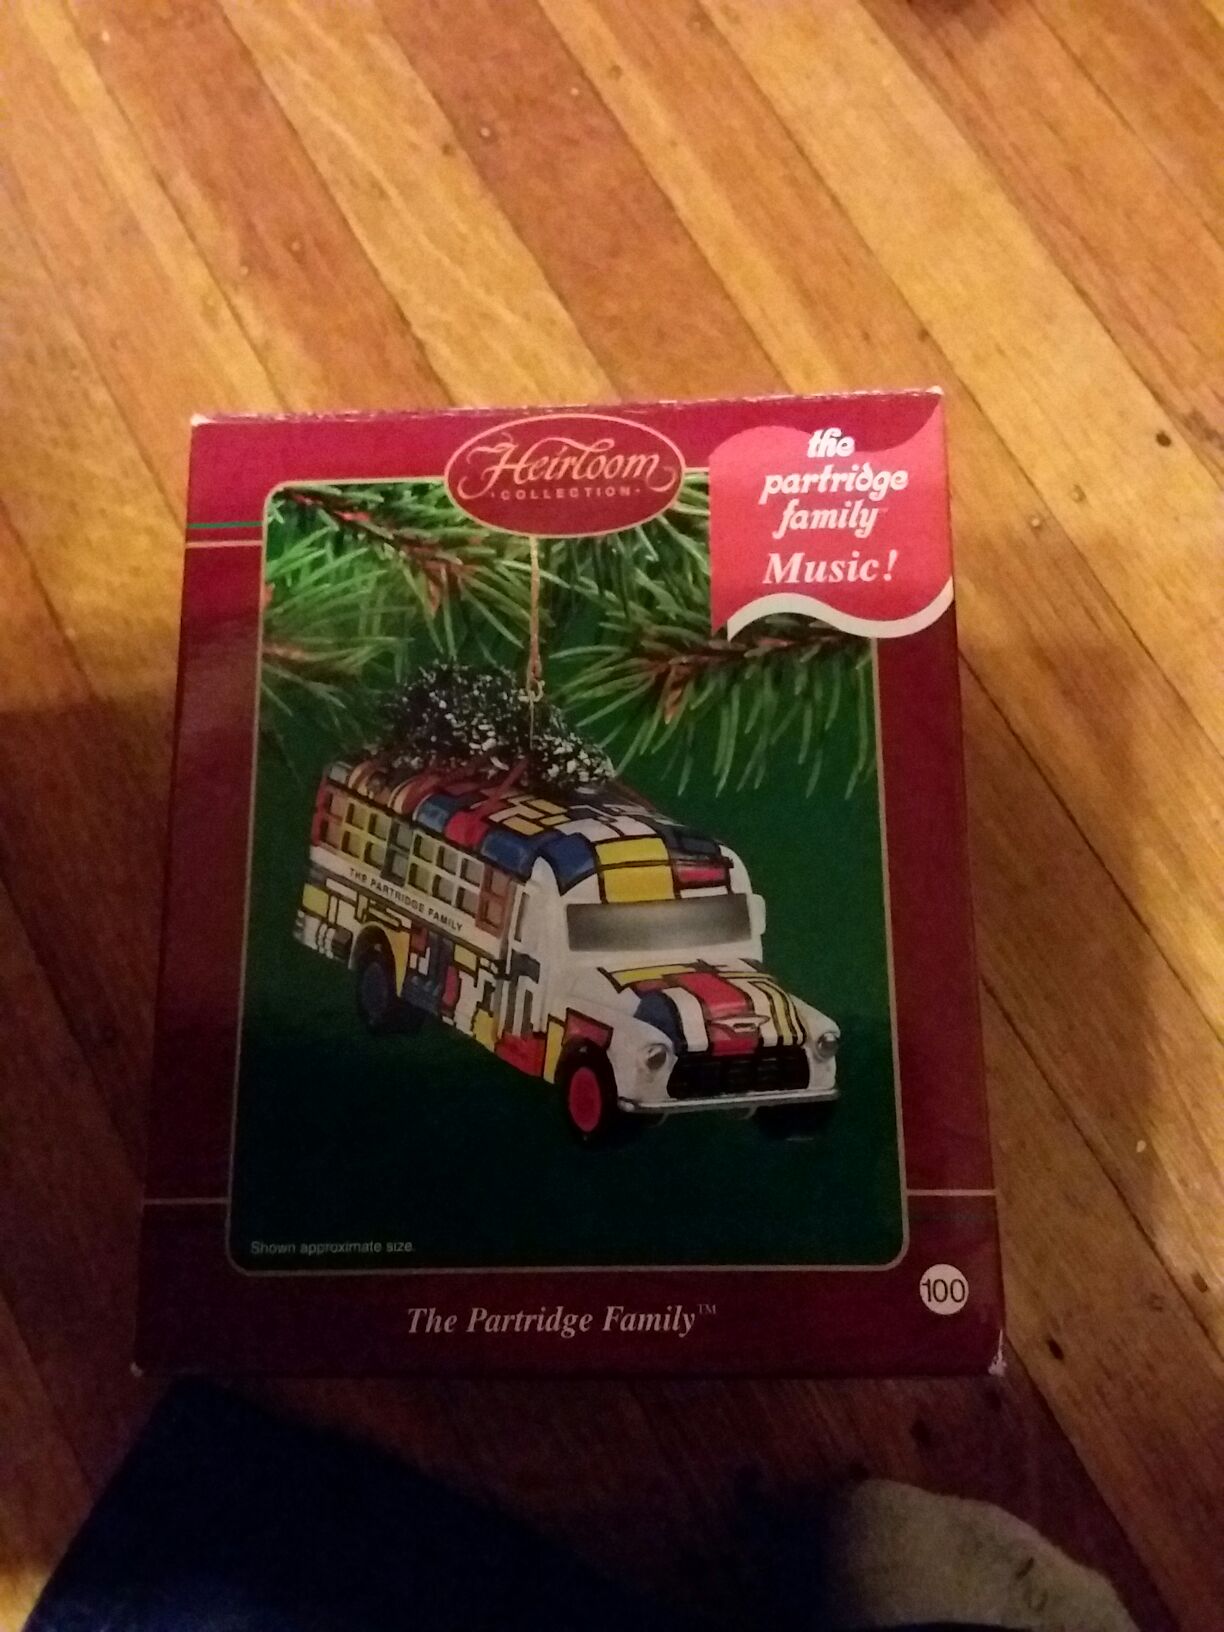 Heirloom
COLLECTION
the
partridge
family
Music!
THE PARTRIDGE FAMILY
Shown approximate size.
100
The Partridge Family™